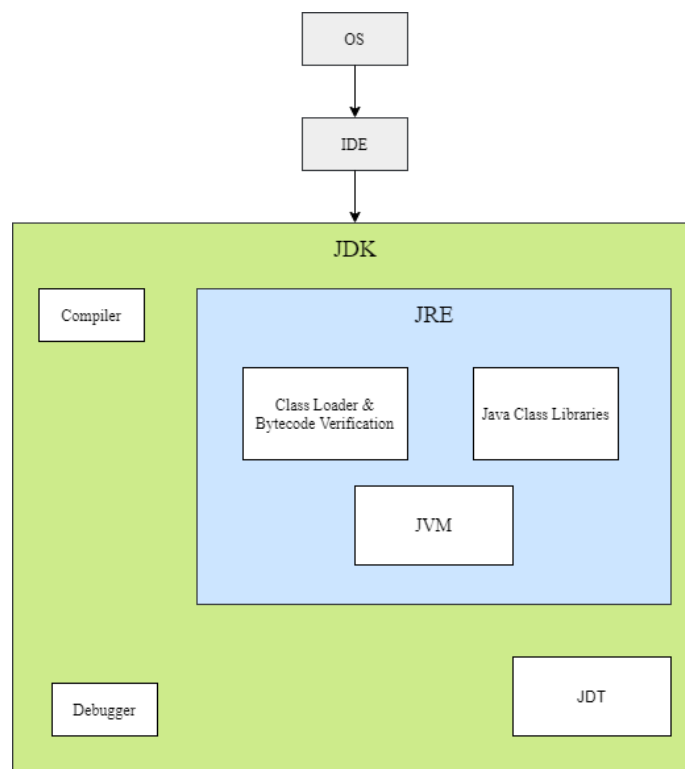 OS
IDE
JDK
Compiler
JRE
Class Loader &
Bytecode Verification
Java Class Libraries
JVM
Debugger
JDT